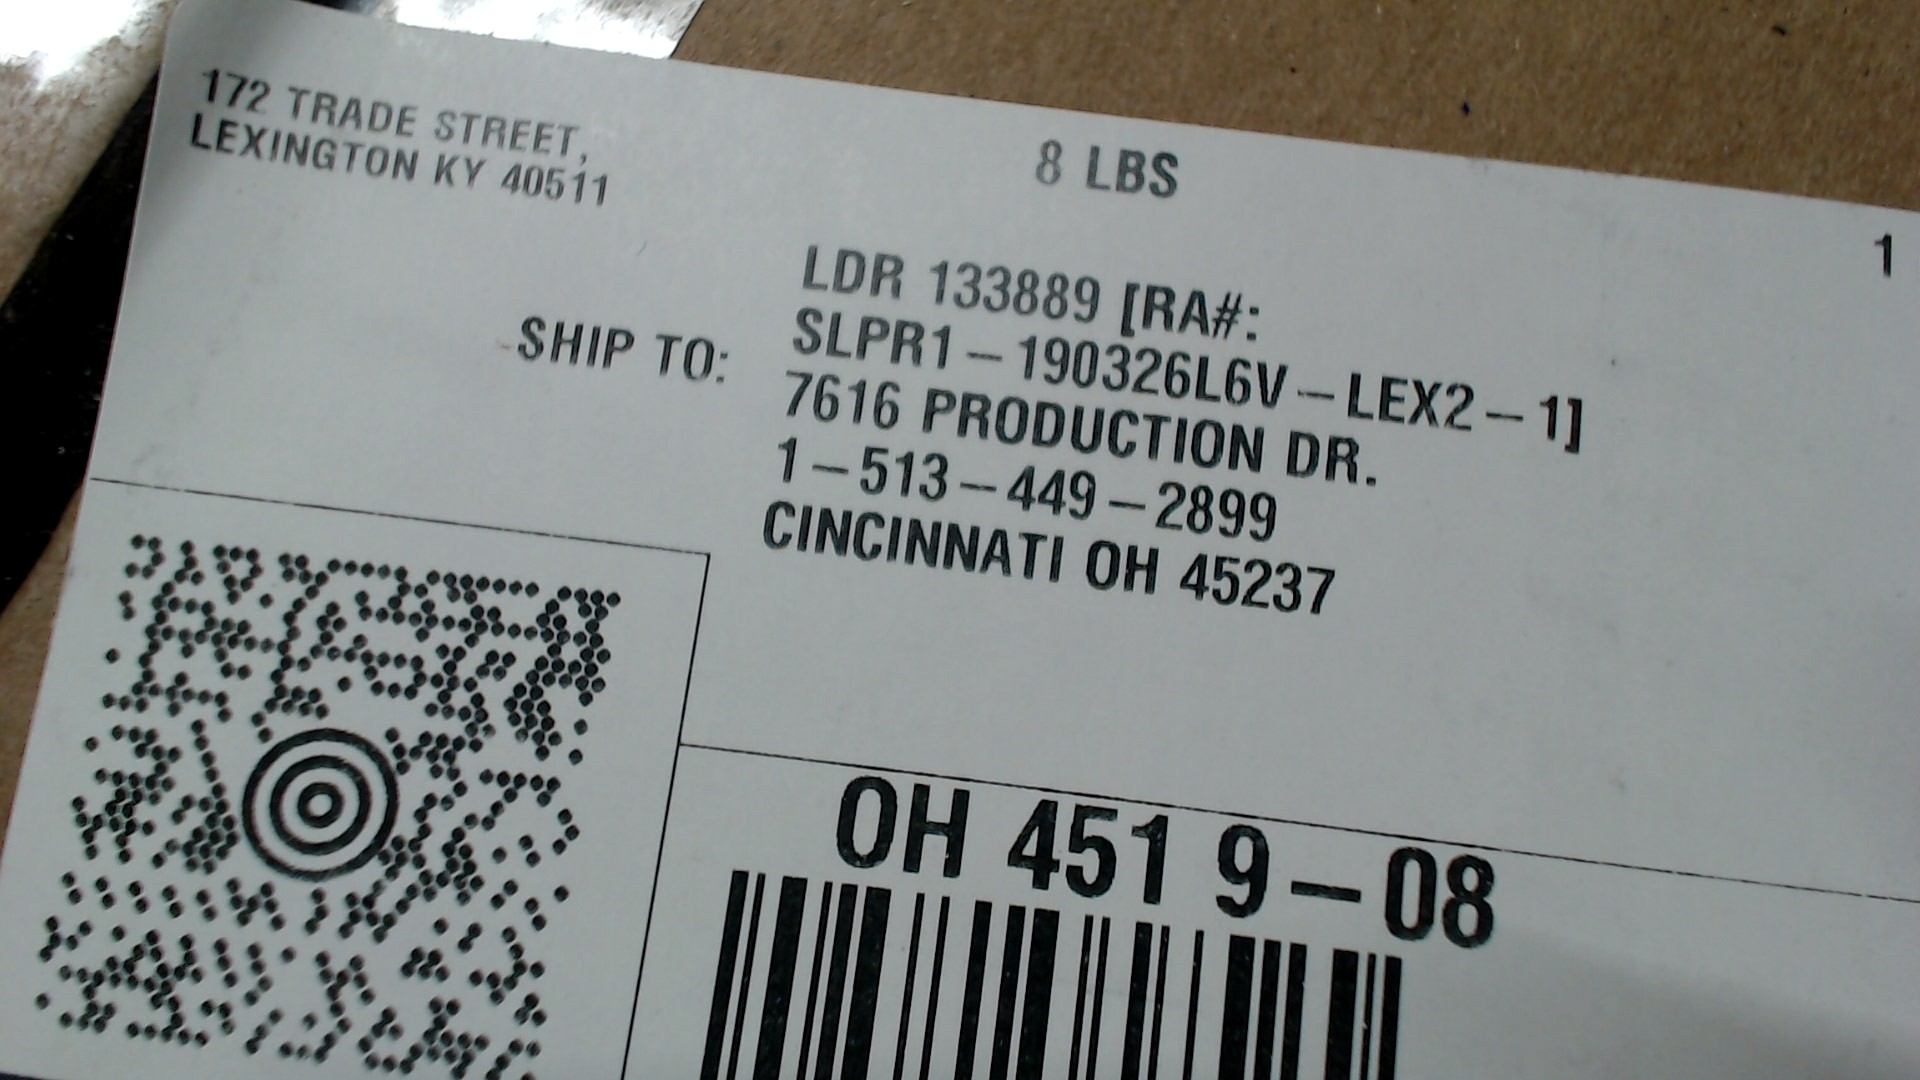 172 TRADE STREET,
LEXINGTON KY 40511
8 LBS
1
SHIP TO:
LDR 133889 [RA#:
SLPR1-190326L6V-LEX2-1]
7616 PRODUCTION DR.
1-513-449-2899
CINCINNATI OH 45237
OH 451 9-08